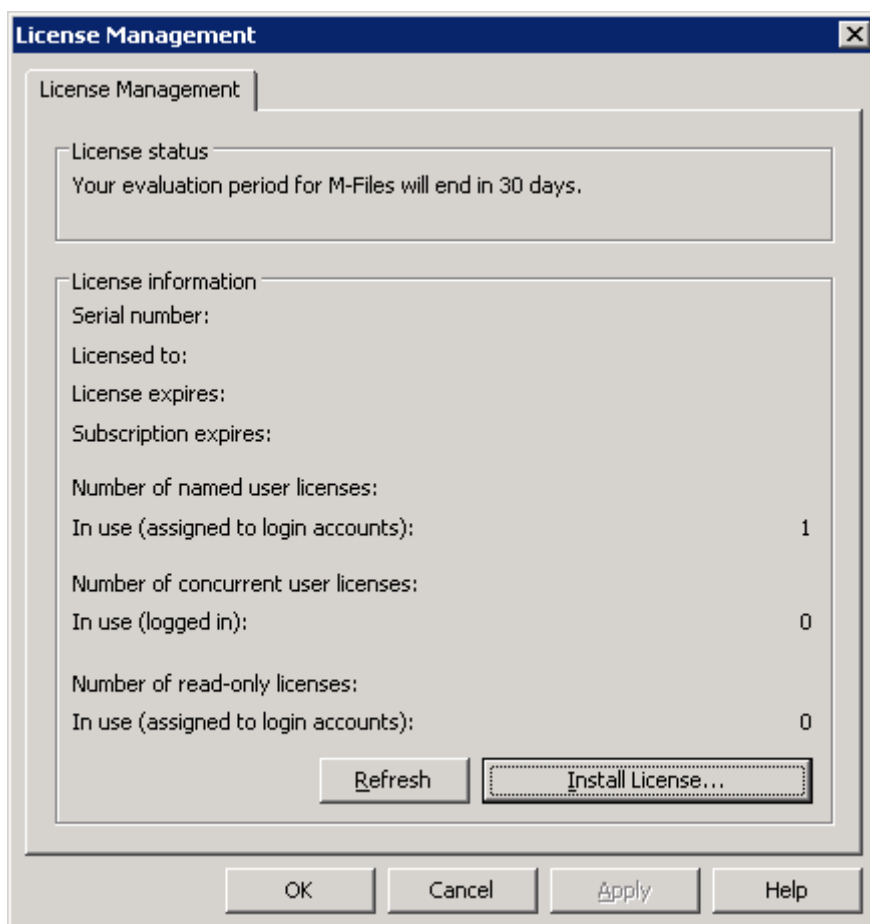 License Management
License Management
License status
Your evaluation period for M-Files will end in 30 days.
License information
Serial number:
Licensed to:
License expires:
Subscription expires:
Number of named user licenses:
In use (assigned to login accounts): 1
Number of concurrent user licenses:
In use (logged in): 0
Number of read-only licenses:
In use (assigned to login accounts): 0
Refresh Install License...
OK Cancel Apply Help